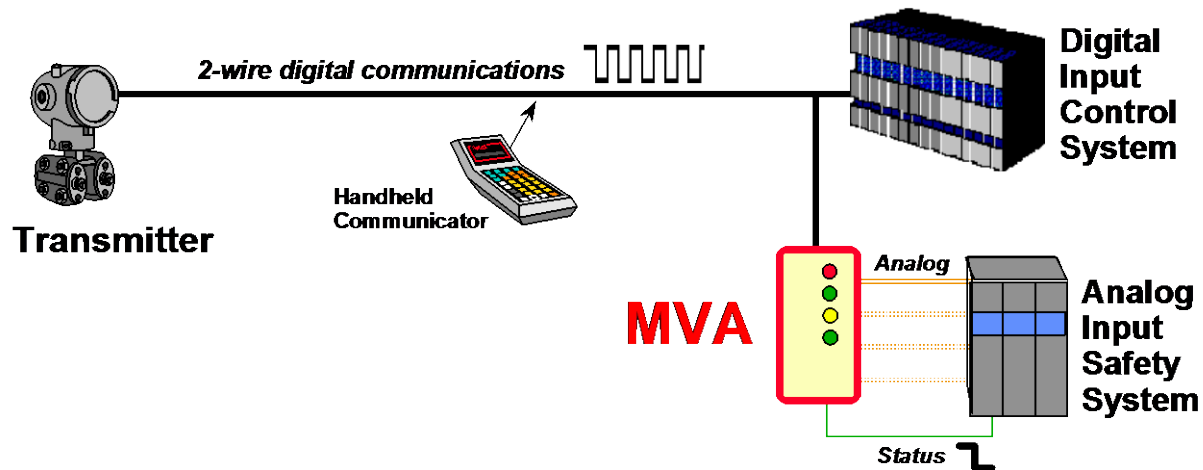 2-wire digital communications
Digital
Input
Control
System
Handheld
Communicator
Transmitter
MVA
Analog
Analog
Input
Safety
System
Status